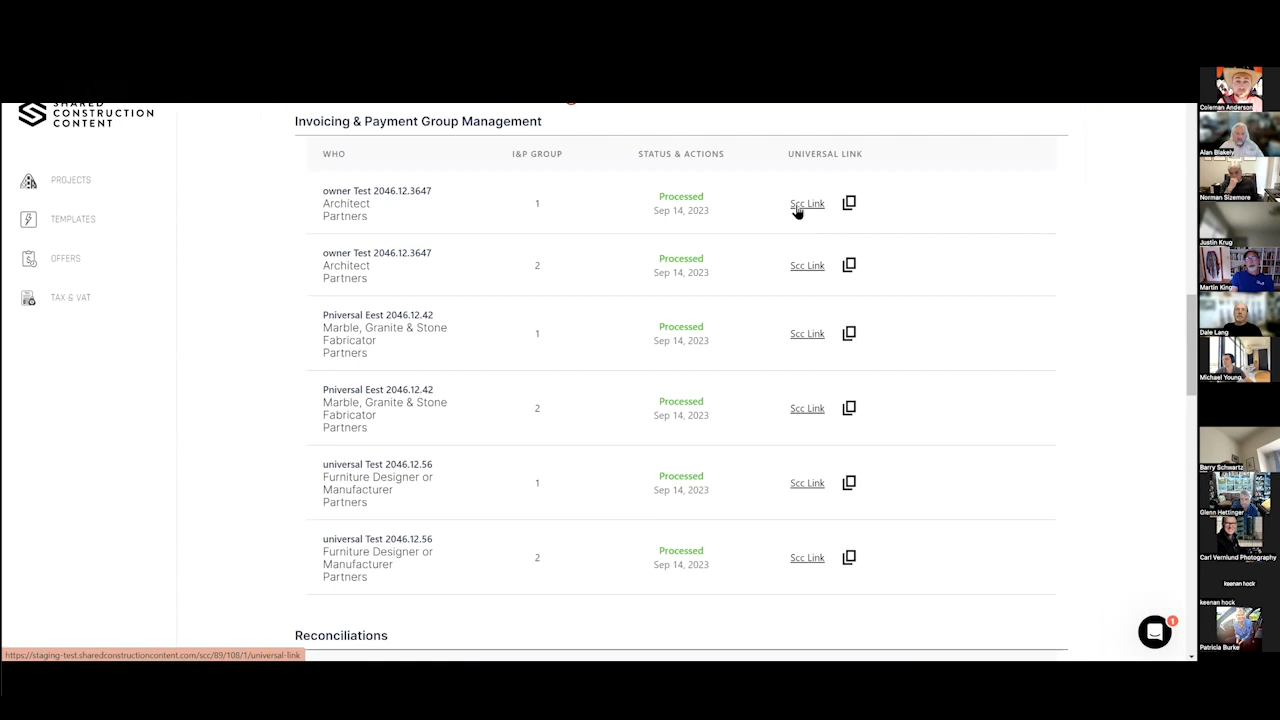 SHARED
CONSTRUCTION
CONTENT
PROJECTS
TEMPLATES
OFFERS
TAX & VAT
Invoicing & Payment Group Management
WHO I&P GROUP STATUS & ACTIONS UNIVERSAL LINK
owner Test 2046.12.3647
Architect
Partners
1
Processed
Sep 14, 2023
Scc Link
owner Test 2046.12.3647
Architect
Partners
2
Processed
Sep 14, 2023
Scc Link
Pniversal Eest 2046.12.42
Marble, Granite & Stone
Fabricator
Partners
1
Processed
Sep 14, 2023
Scc Link
Pniversal Eest 2046.12.42
Marble, Granite & Stone
Fabricator
Partners
2
Processed
Sep 14, 2023
Scc Link
universal Test 2046.12.56
Furniture Designer or
Manufacturer
Partners
1
Processed
Sep 14, 2023
Scc Link
universal Test 2046.12.56
Furniture Designer or
Manufacturer
Partners
2
Processed
Sep 14, 2023
Scc Link
Reconciliations
1
https://staging-test.sharedconstructioncontent.com/scc/89/108/1/universal-link
Coleman Anderson
Alan Blakely
Norman Sizemore
Justin Krug
Martin King
Dale Lang
Michael Young
Barry Schwartz
Glenn Hettinger
Carl Vernlund Photography
keenan hock
keenan hock
Patricia Burke